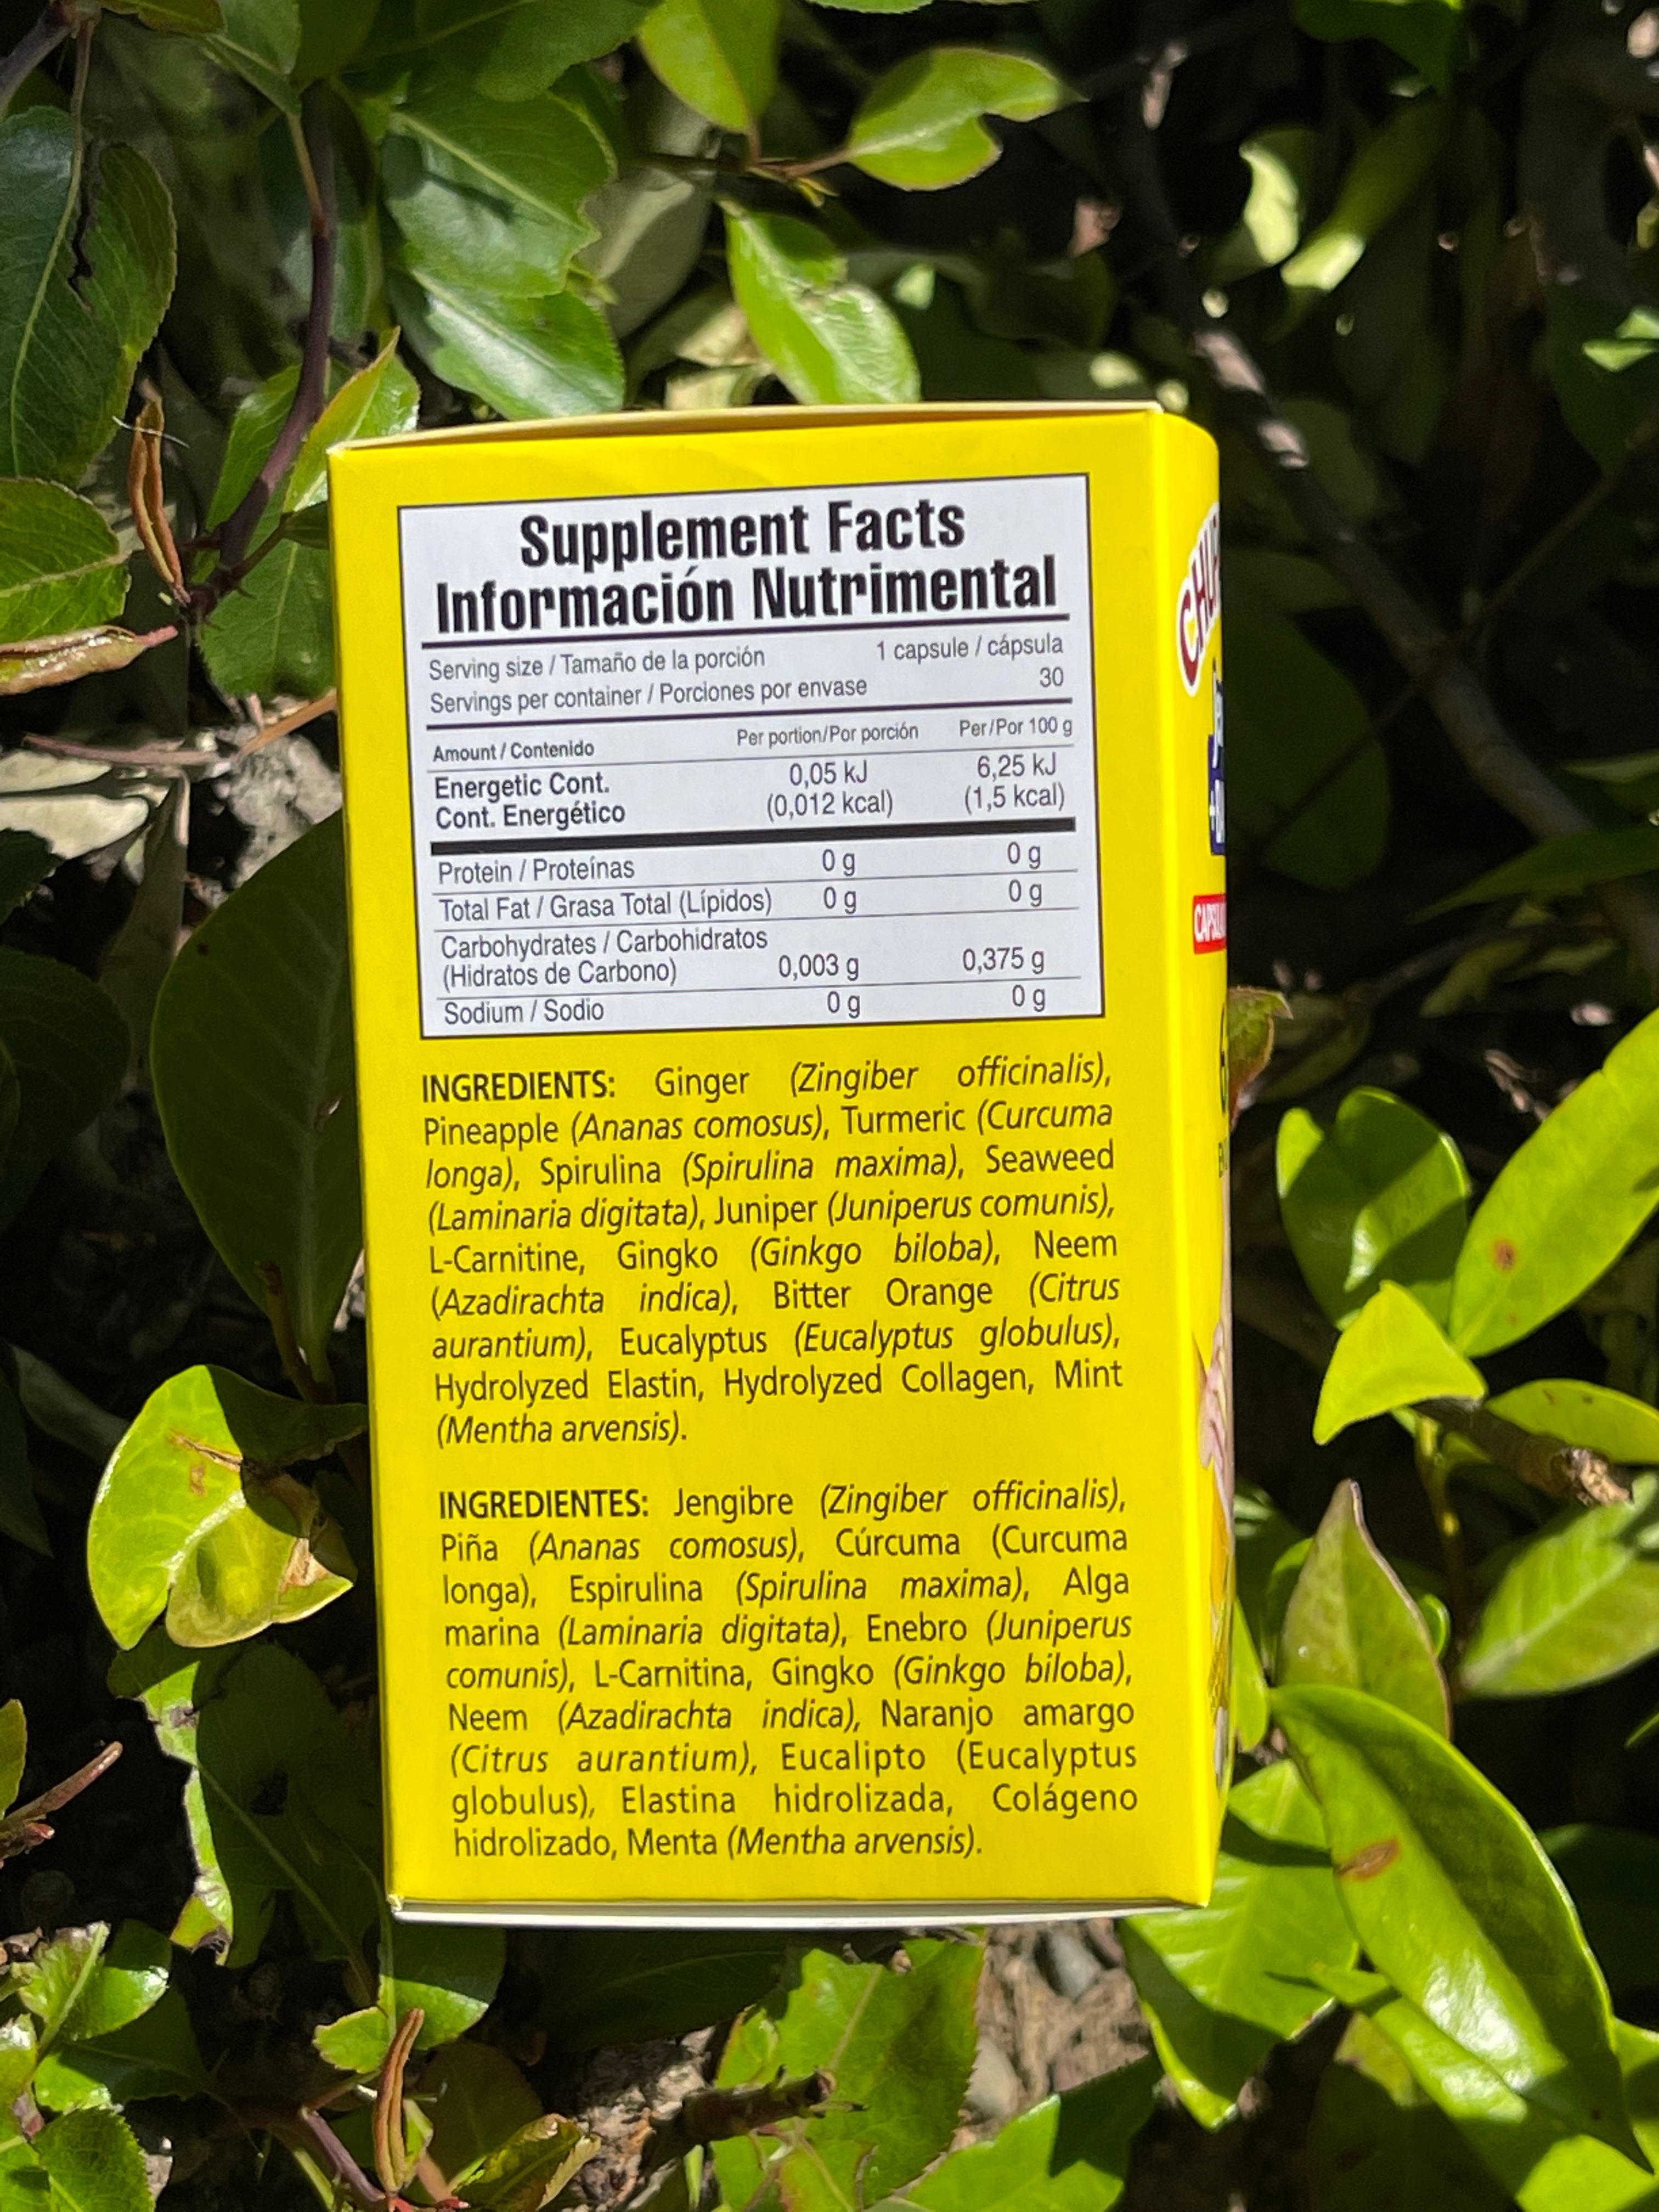 Supplement Facts
Información Nutrimental
Serving size / Tamaño de la porción 1 capsule / cápsula
Servings per container / Porciones por envase 30
Amount / Contenido Per portion/Por porción Per/Por 100 g
Energetic Cont. 0,05 kJ 6,25 kJ
Cont. Energético (0,012 kcal) (1,5 kcal)
Protein / Proteínas 0 g 0 g
Total Fat / Grasa Total (Lípidos) 0 g 0 g
Carbohydrates / Carbohidratos
(Hidratos de Carbono) 0,003 g 0,375 g
Sodium / Sodio 0 g 0 g
INGREDIENTS: Ginger (Zingiber officinalis),
Pineapple (Ananas comosus), Turmeric (Curcuma
longa), Spirulina (Spirulina maxima), Seaweed
(Laminaria digitata), Juniper (Juniperus comunis),
L-Carnitine, Gingko (Ginkgo biloba), Neem
(Azadirachta indica), Bitter Orange (Citrus
aurantium), Eucalyptus (Eucalyptus globulus),
Hydrolyzed Elastin, Hydrolyzed Collagen, Mint
(Mentha arvensis).
INGREDIENTES: Jengibre (Zingiber officinalis),
Piña (Ananas comosus), Cúrcuma (Curcuma
longa), Espirulina (Spirulina maxima), Alga
marina (Laminaria digitata), Enebro (Juniperus
comunis), L-Carnitina, Gingko (Ginkgo biloba),
Neem (Azadirachta indica), Naranjo amargo
(Citrus aurantium), Eucalipto (Eucalyptus
globulus), Elastina hidrolizada, Colágeno
hidrolizado, Menta (Mentha arvensis).